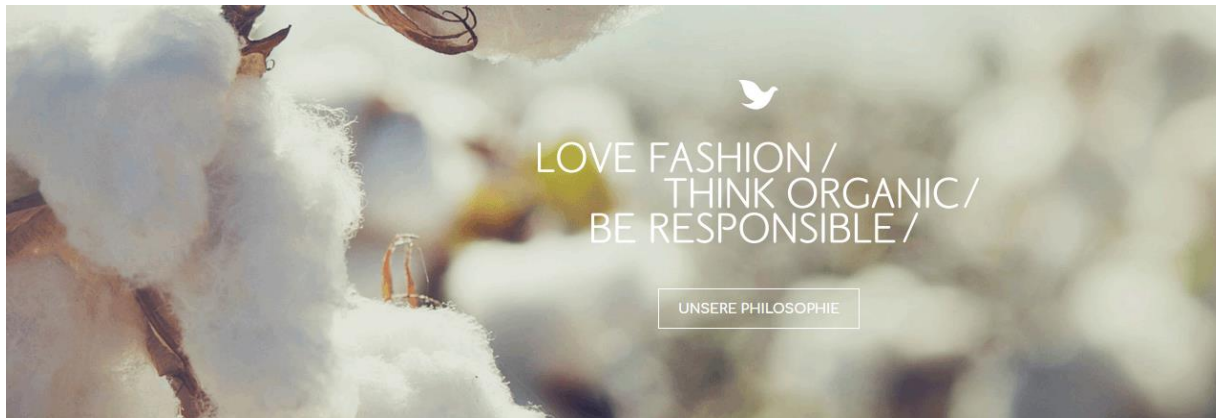 LOVE FASHION /
THINK ORGANIC /
BE RESPONSIBLE /
UNSERE PHILOSOPHIE